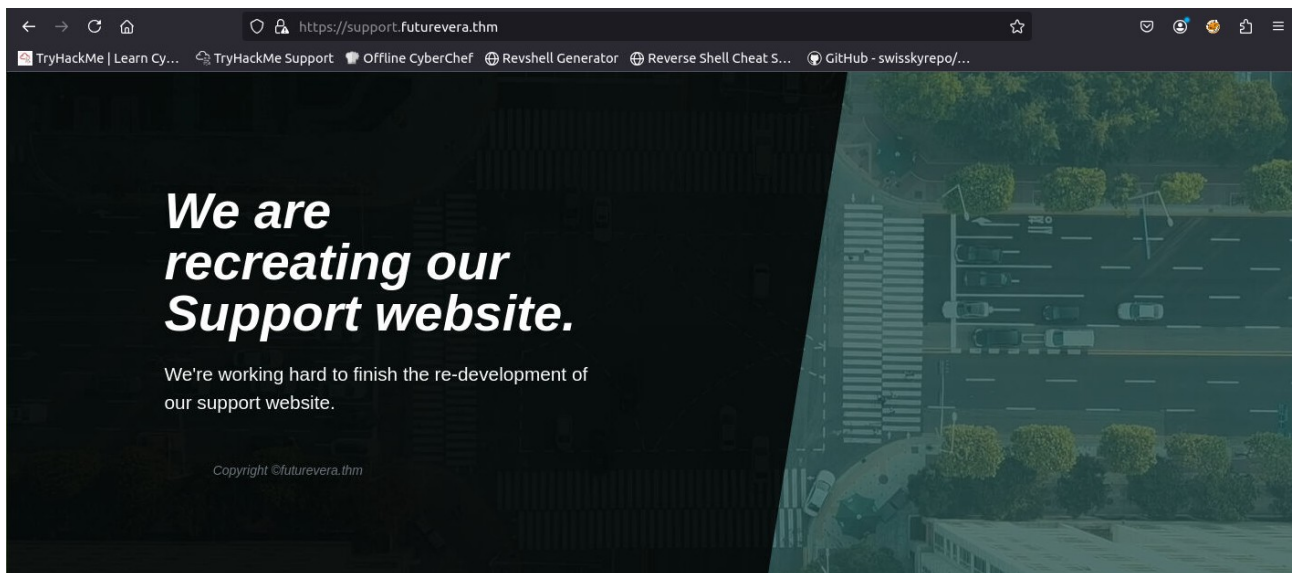 https://support.futurevera.thm
TryHackMe | Learn Cy...
TryHackMe Support
Offline CyberChef
Revshell Generator
Reverse Shell Cheat S...
GitHub - swisskyrepo/...
We are
recreating our
Support website.
We're working hard to finish the re-development of
our support website.
Copyright ©futurevera.thm